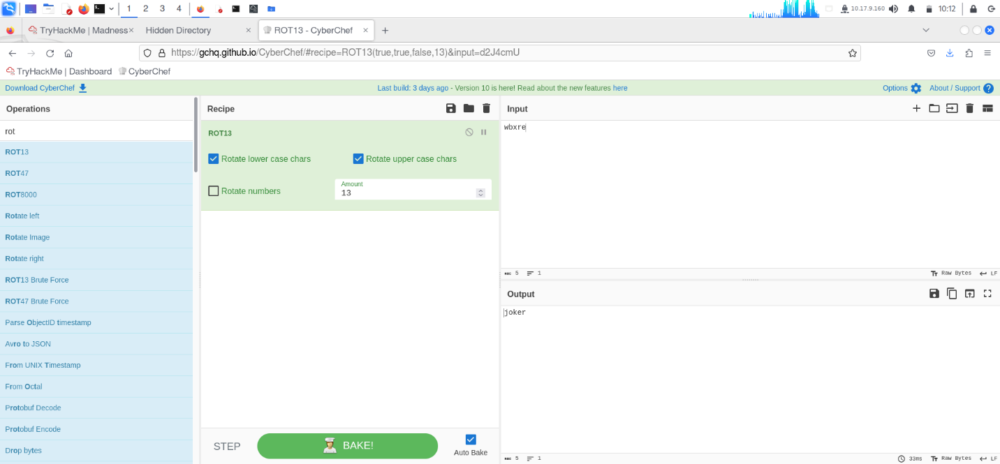 1 2 3 4 10.17.9.160 10:12
TryHackMe | Madness × Hidden Directory × ROT13 - CyberChef × +
https://gchq.github.io/CyberChef/#recipe=ROT13(true,true,false,13)&input=d2J4cmU
TryHackMe | Dashboard CyberChef
Download CyberChef Last build: 3 days ago - Version 10 is here! Read about the new features here Options About / Support ?
Operations
rot
ROT13
ROT47
ROT8000
Rotate left
Rotate Image
Rotate right
ROT13 Brute Force
ROT47 Brute Force
Parse ObjectID timestamp
Avro to JSON
From UNIX Timestamp
From Octal
Protobuf Decode
Protobuf Encode
Drop bytes
Recipe
ROT13
Rotate lower case chars Rotate upper case chars
Rotate numbers
Amount
13
STEP BAKE! Auto Bake
Input
wbxre
ABC 5 1 Raw Bytes LF
Output
joker
ABC 5 1 33ms Raw Bytes LF